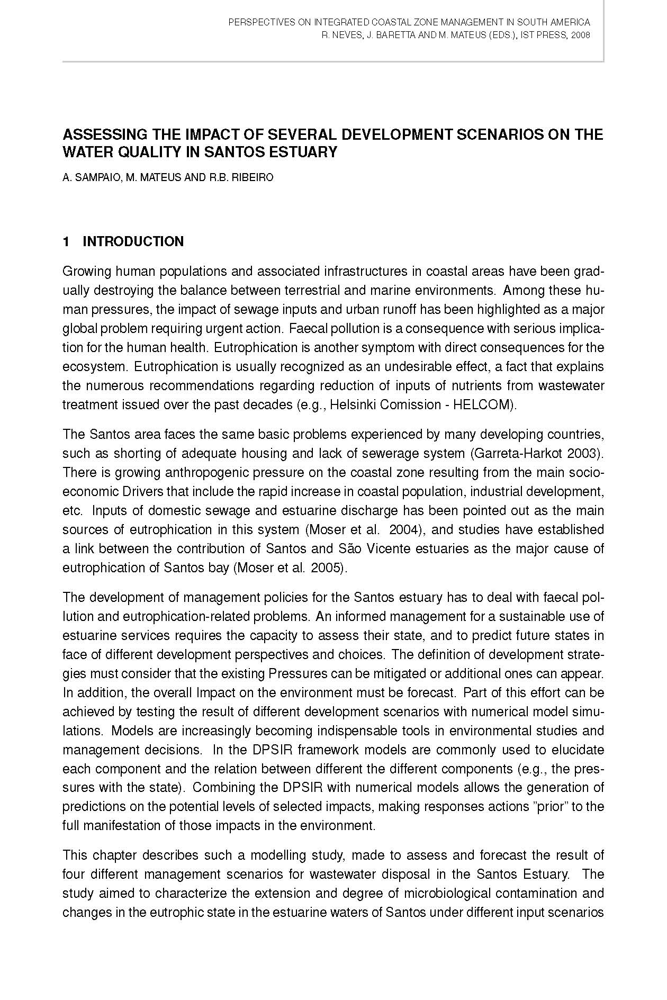 PERSPECTIVES ON INTEGRATED COASTAL ZONE MANAGEMENT IN SOUTH AMERICA
R. NEVES, J. BARETTA AND M. MATEUS (EDS.), IST PRESS, 2008
ASSESSING THE IMPACT OF SEVERAL DEVELOPMENT SCENARIOS ON THE
WATER QUALITY IN SANTOS ESTUARY
A. SAMPAIO, M. MATEUS AND R.B. RIBEIRO
1 INTRODUCTION
Growing human populations and associated infrastructures in coastal areas have been grad-
ually destroying the balance between terrestrial and marine environments. Among these hu-
man pressures, the impact of sewage inputs and urban runoff has been highlighted as a major
global problem requiring urgent action. Faecal pollution is a consequence with serious implica-
tion for the human health. Eutrophication is another symptom with direct consequences for the
ecosystem. Eutrophication is usually recognized as an undesirable effect, a fact that explains
the numerous recommendations regarding reduction of inputs of nutrients from wastewater
treatment issued over the past decades (e.g., Helsinki Comission - HELCOM).
The Santos area faces the same basic problems experienced by many developing countries,
such as shorting of adequate housing and lack of sewerage system (Garreta-Harkot 2003).
There is growing anthropogenic pressure on the coastal zone resulting from the main socio-
economic Drivers that include the rapid increase in coastal population, industrial development,
etc. Inputs of domestic sewage and estuarine discharge has been pointed out as the main
sources of eutrophication in this system (Moser et al. 2004), and studies have established
a link between the contribution of Santos and São Vicente estuaries as the major cause of
eutrophication of Santos bay (Moser et al. 2005).
The development of management policies for the Santos estuary has to deal with faecal pol-
lution and eutrophication-related problems. An informed management for a sustainable use of
estuarine services requires the capacity to assess their state, and to predict future states in
face of different development perspectives and choices. The definition of development strate-
gies must consider that the existing Pressures can be mitigated or additional ones can appear.
In addition, the overall Impact on the environment must be forecast. Part of this effort can be
achieved by testing the result of different development scenarios with numerical model simu-
lations. Models are increasingly becoming indispensable tools in environmental studies and
management decisions. In the DPSIR framework models are commonly used to elucidate
each component and the relation between different the different components (e.g., the pres-
sures with the state). Combining the DPSIR with numerical models allows the generation of
predictions on the potential levels of selected impacts, making responses actions ”prior” to the
full manifestation of those impacts in the environment.
This chapter describes such a modelling study, made to assess and forecast the result of
four different management scenarios for wastewater disposal in the Santos Estuary. The
study aimed to characterize the extension and degree of microbiological contamination and
changes in the eutrophic state in the estuarine waters of Santos under different input scenarios